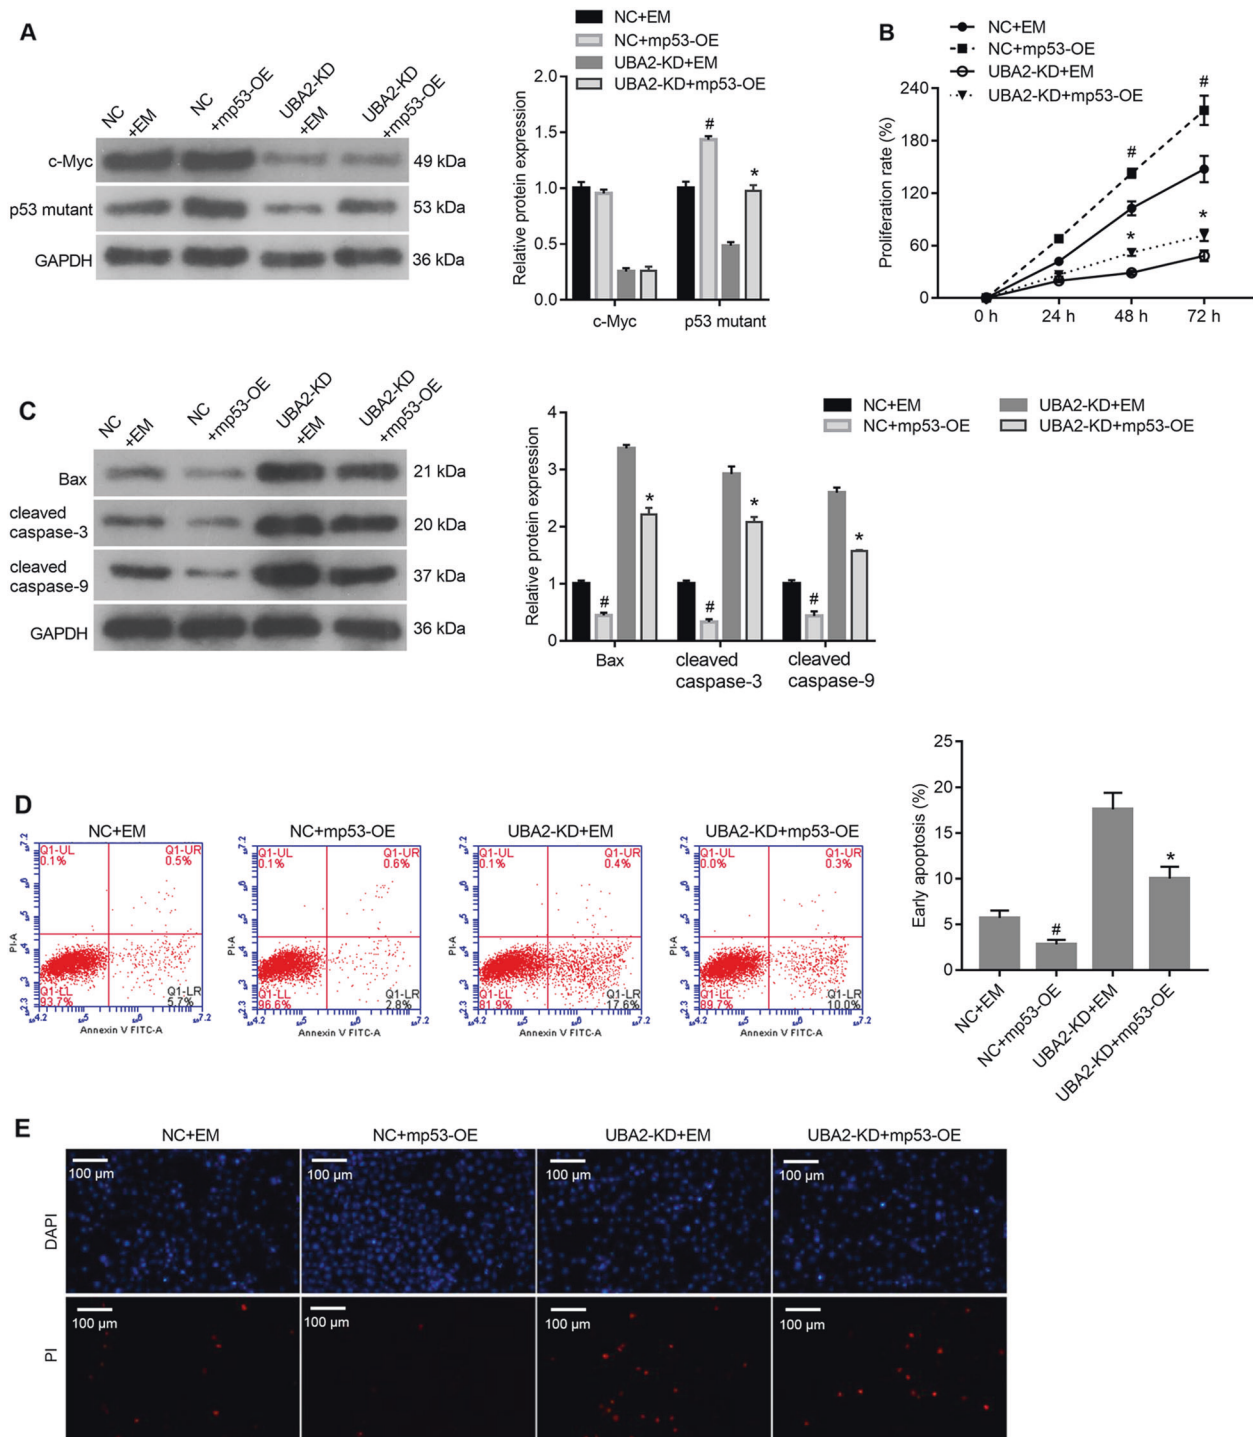 A
NC
+EM
NC
+mp53-OE
UBA2-KD
+EM
UBA2-KD
+mp53-OE
c-Myc
49 kDa
p53 mutant
53 kDa
GAPDH
36 kDa
NC+EM
NC+mp53-OE
UBA2-KD+EM
UBA2-KD+mp53-OE
Relative protein expression
2.0
1.5
1.0
0.5
0.0
#
*
c-Myc
p53 mutant
B
NC+EM
NC+mp53-OE
UBA2-KD+EM
UBA2-KD+mp53-OE
Proliferation rate (%)
240
180
120
60
0
#
#
*
*
0 h
24 h
48 h
72 h
C
NC
+EM
NC
+mp53-OE
UBA2-KD
+EM
UBA2-KD
+mp53-OE
Bax
21 kDa
cleaved
caspase-3
20 kDa
cleaved
caspase-9
37 kDa
GAPDH
36 kDa
NC+EM
NC+mp53-OE
UBA2-KD+EM
UBA2-KD+mp53-OE
Relative protein expression
4
3
2
1
0
#
*
#
*
#
*
Bax
cleaved
caspase-3
cleaved
caspase-9
D
NC+EM
Q1-UL
0.1%
Q1-UR
0.5%
Q1-LL
93.7%
Q1-LR
5.7%
PI-A
Annexin V FITC-A
NC+mp53-OE
Q1-UL
0.1%
Q1-UR
0.6%
Q1-LL
96.6%
Q1-LR
2.8%
PI-A
Annexin V FITC-A
UBA2-KD+EM
Q1-UL
0.1%
Q1-UR
0.4%
Q1-LL
81.9%
Q1-LR
17.6%
PI-A
Annexin V FITC-A
UBA2-KD+mp53-OE
Q1-UL
0.0%
Q1-UR
0.3%
Q1-LL
89.7%
Q1-LR
10.0%
PI-A
Annexin V FITC-A
Early apoptosis (%)
25
20
15
10
5
0
#
*
NC+EM
NC+mp53-OE
UBA2-KD+EM
UBA2-KD+mp53-OE
E
NC+EM
NC+mp53-OE
UBA2-KD+EM
UBA2-KD+mp53-OE
DAPI
100 µm
100 µm
100 µm
100 µm
PI
100 µm
100 µm
100 µm
100 µm